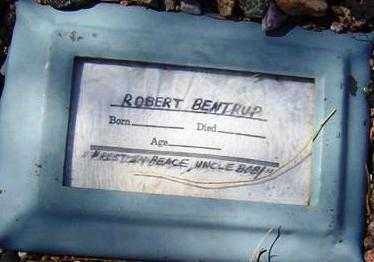 ROBERT BENTRUP
Born Died
Age
"REST IN PEACE, UNCLE BOB!"